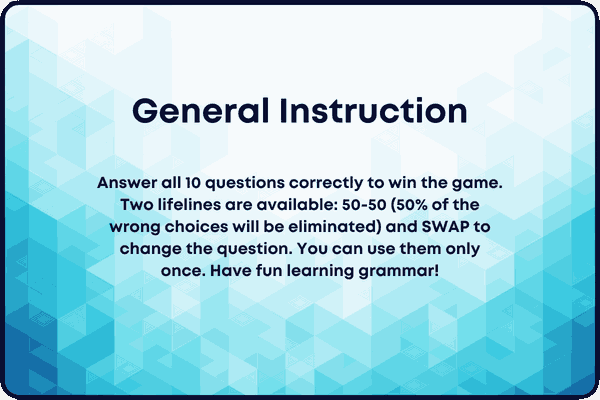 General Instruction
Answer all 10 questions correctly to win the game.
Two lifelines are available: 50-50 (50% of the
wrong choices will be eliminated) and SWAP to
change the question. You can use them only
once. Have fun learning grammar!